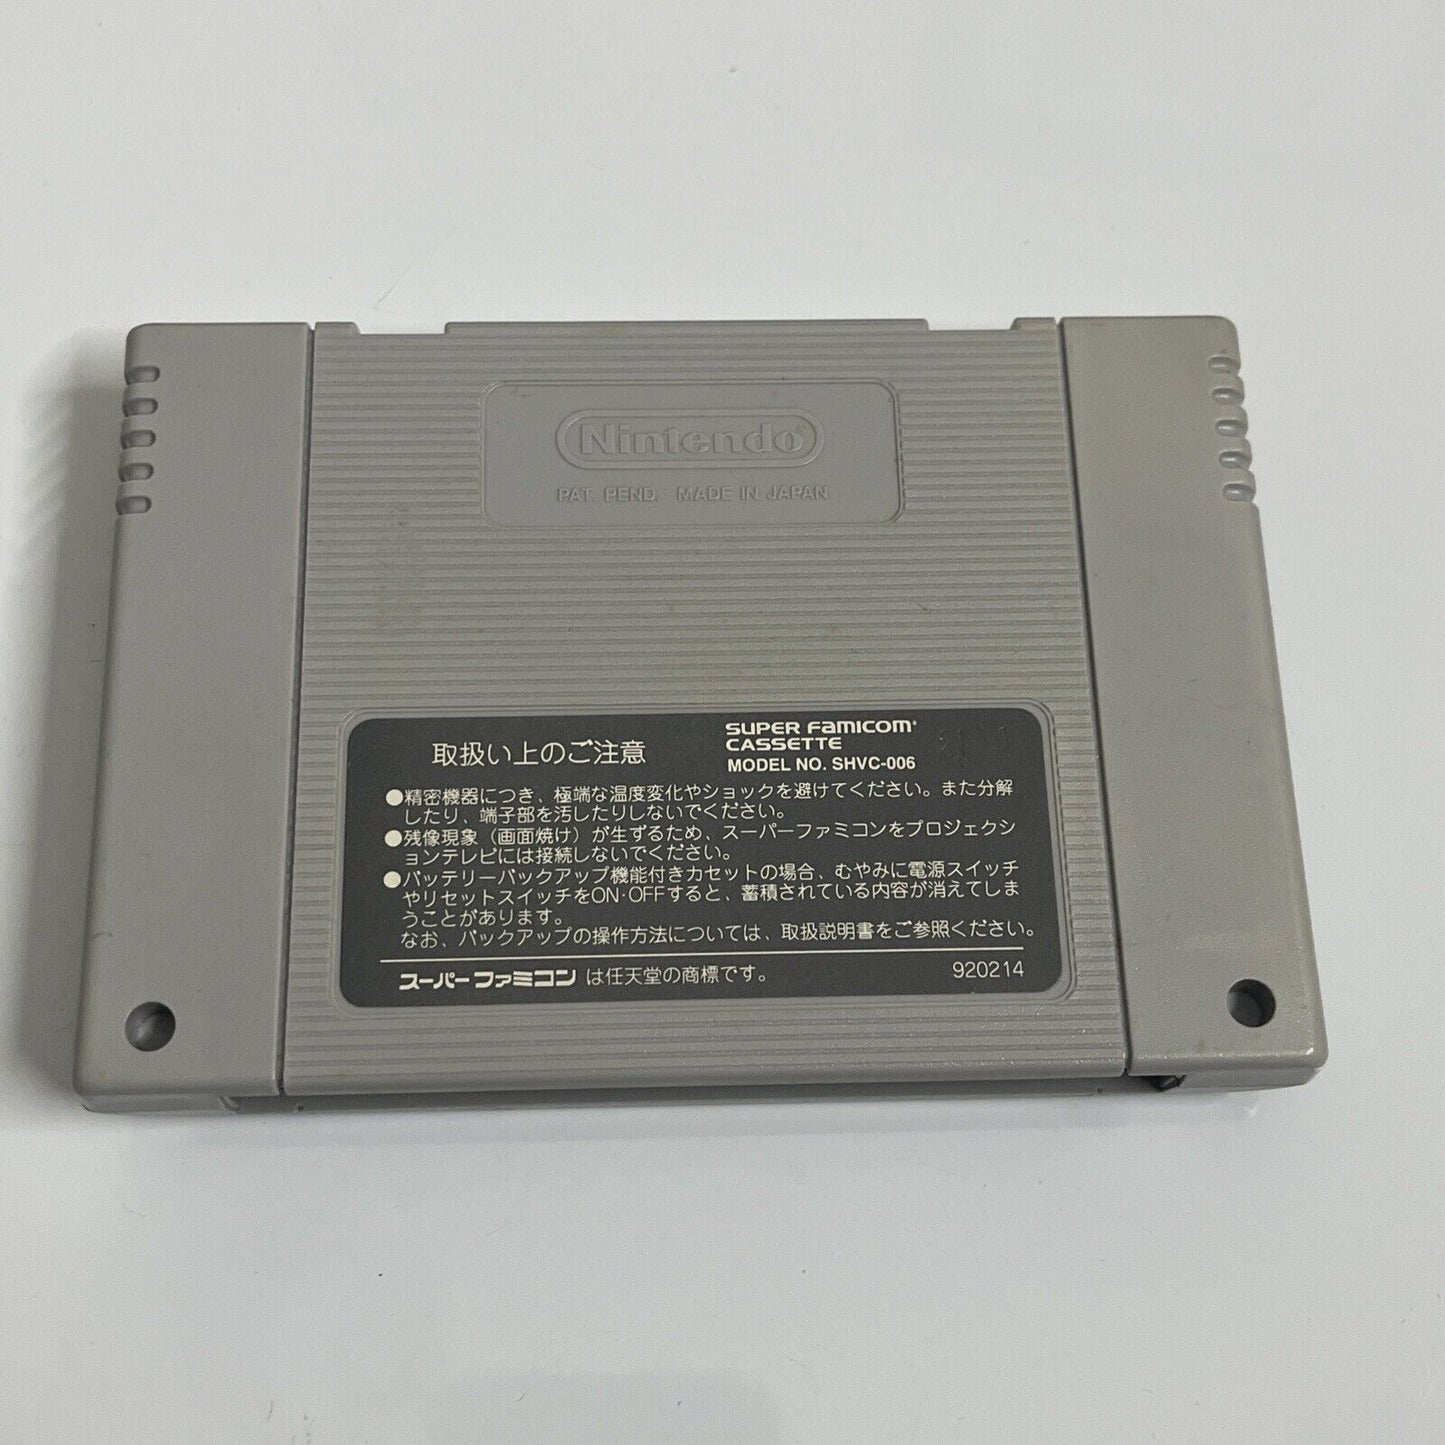 Nintendo
PAT. PEND. MADE IN JAPAN
取扱い上のご注意
SUPER FAMICOM
CASSETTE
MODEL NO. SHVC-006
●精密機器につき、極端な温度変化やショックを避けてください。また分解
したり、端子部を汚したりしないでください。
●残像現象（画面焼け）が生ずるため、スーパーファミコンをプロジェクシ
ョンテレビには接続しないでください。
●バッテリーバックアップ機能付きカセットの場合、むやみに電源スイッチ
やリセットスイッチをON・OFFすると、蓄積されている内容が消えてしま
うことがあります。
なお、バックアップの操作方法については、取扱説明書をご参照ください。
スーパーファミコン は任天堂の商標です。
920214